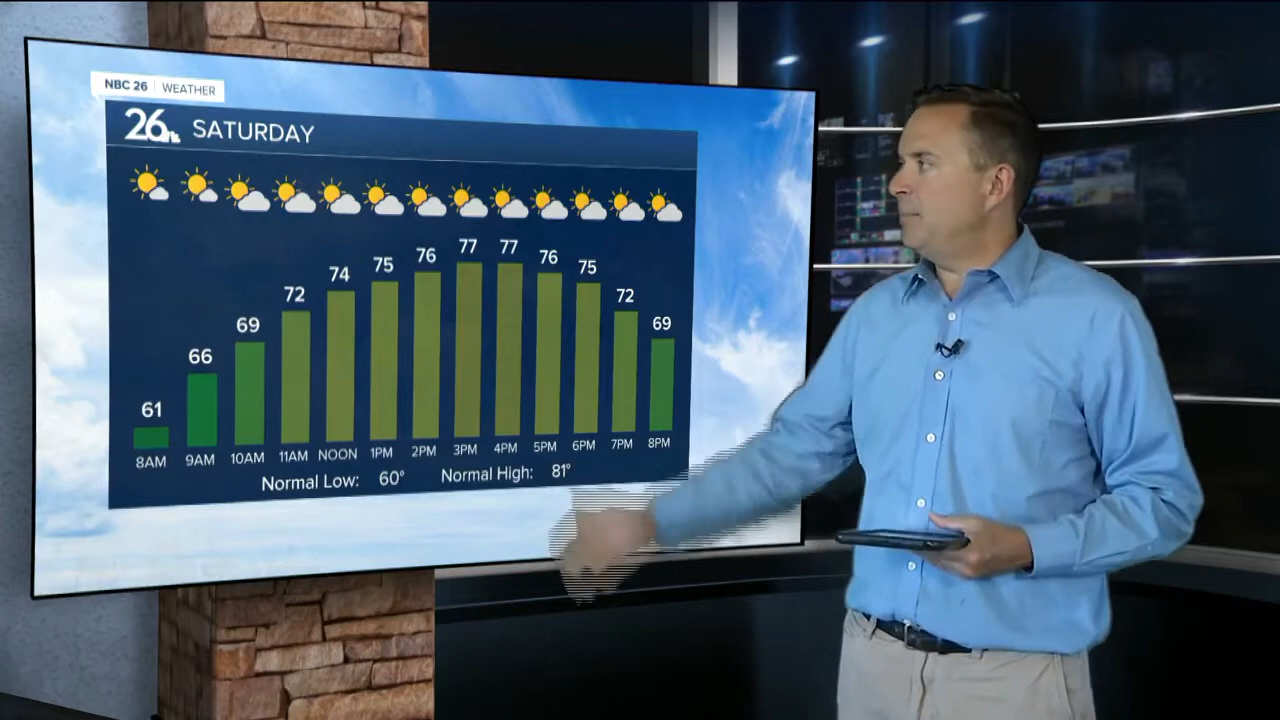 NBC 26 WEATHER
26 SATURDAY
61 66 69 72 74 75 76 77 77 76 75 72 69
8AM 9AM 10AM 11AM NOON 1PM 2PM 3PM 4PM 5PM 6PM 7PM 8PM
Normal Low: 60° Normal High: 81°